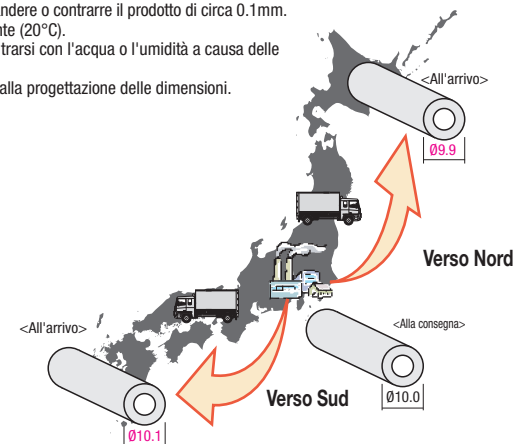 andere o contrarre il prodotto di circa 0.1mm.
nte (20°C).
trarsi con l'acqua o l'umidità a causa delle
alla progettazione delle dimensioni.
<All'arrivo>
Ø9.9
Verso Nord
<Alla consegna>
<All'arrivo>
Verso Sud
Ø10.0
Ø10.1